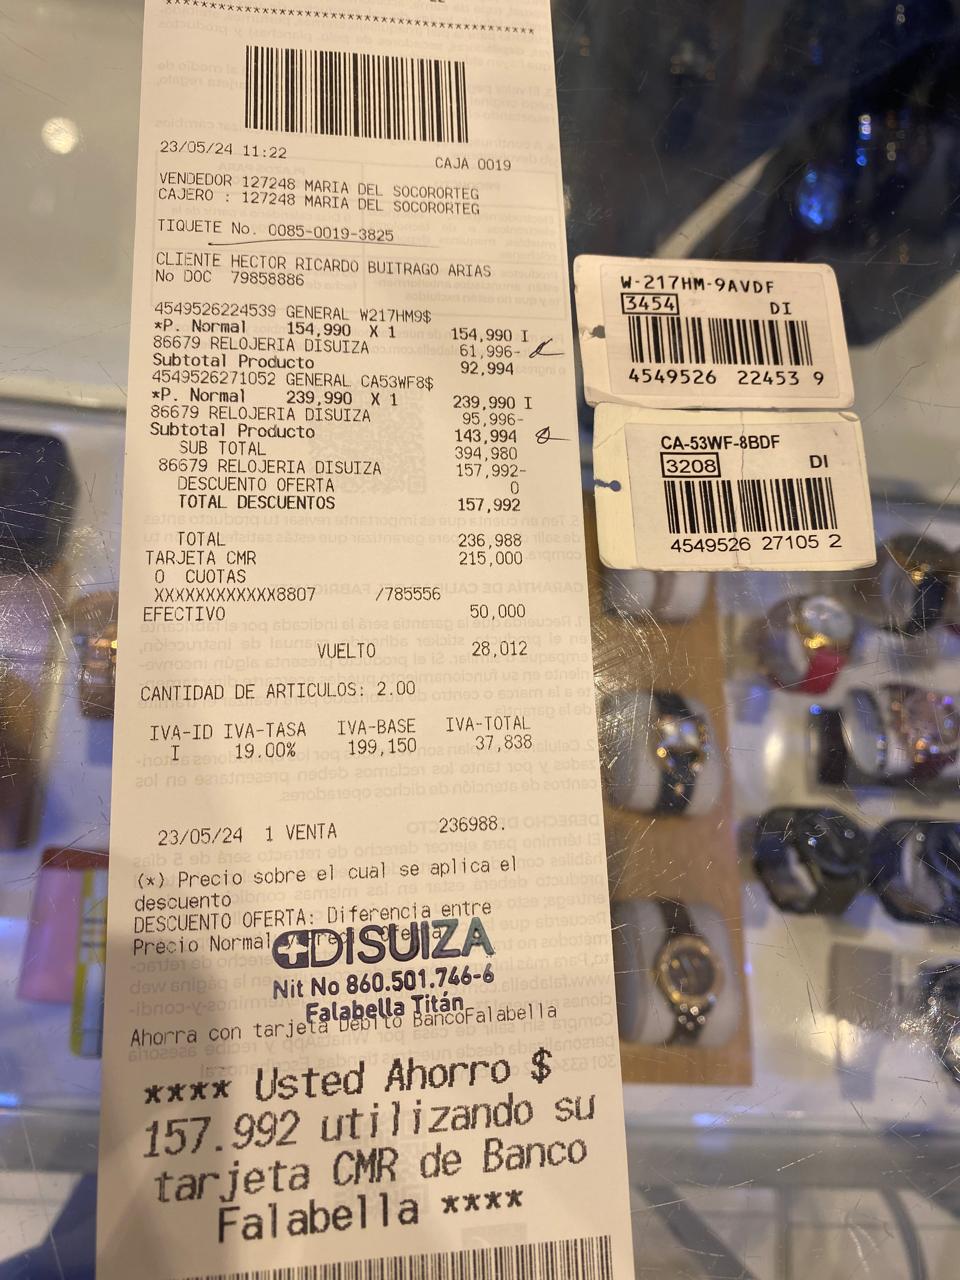 23/05/24 11:22 CAJA 0019
VENDEDOR 127248 MARIA DEL SOCORORTEG
CAJERO : 127248 MARIA DEL SOCORORTEG
TIQUETE No. 0085-0019-3825
CLIENTE HECTOR RICARDO BUITRAGO ARIAS
No DOC 79858886
4549526224539 GENERAL W217HM9$
*P. Normal 154,990 X 1 154,990 I
86679 RELOJERIA DISUIZA 61,996-
Subtotal Producto 92,994
4549526271052 GENERAL CA53WF8$
*P. Normal 239,990 X 1 239,990 I
86679 RELOJERIA DISUIZA 95,996-
Subtotal Producto 143,994
SUB TOTAL 394,980
86679 RELOJERIA DISUIZA 157,992-
DESCUENTO OFERTA 0
TOTAL DESCUENTOS 157,992
TOTAL 236,988
TARJETA CMR 215,000
0 CUOTAS
XXXXXXXXXXXX8807 /785556
EFECTIVO 50,000
VUELTO 28,012
CANTIDAD DE ARTICULOS: 2.00
IVA-ID IVA-TASA IVA-BASE IVA-TOTAL
I 19.00% 199,150 37,838
23/05/24 1 VENTA 236988.
(*) Precio sobre el cual se aplica el
descuento
DESCUENTO OFERTA: Diferencia entre
Precio Normal y Precio Oferta
DISUIZA
Nit No 860.501.746-6
Falabella Titán
Ahorra con tarjeta Debito BancoFalabella
**** Usted Ahorro $
157.992 utilizando su
tarjeta CMR de Banco
Falabella ****
W-217HM-9AVDF
3454 DI
4549526 22453 9
CA-53WF-8BDF
3208 DI
4549526 27105 2